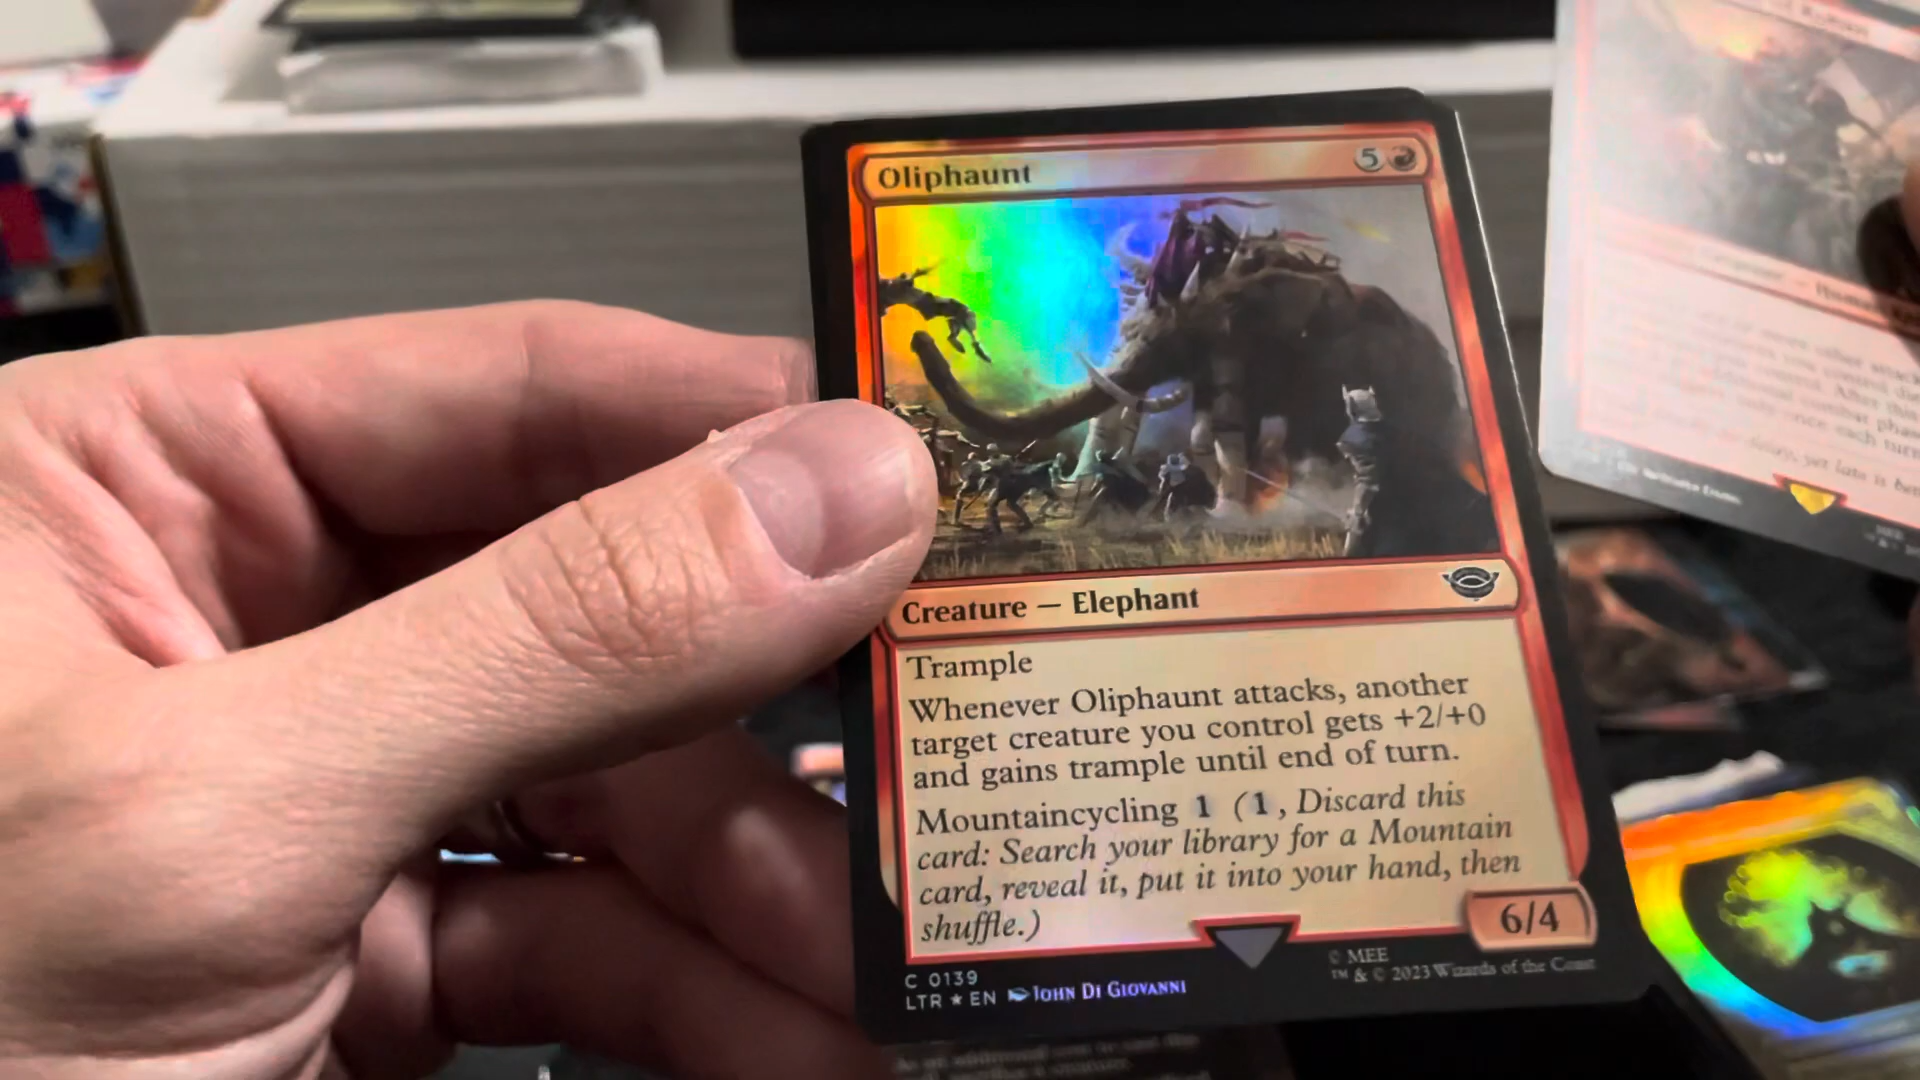 Oliphaunt 5
Creature — Elephant
Trample
Whenever Oliphaunt attacks, another
target creature you control gets +2/+0
and gains trample until end of turn.
Mountaincycling 1 (1, Discard this
card: Search your library for a Mountain
card, reveal it, put it into your hand, then
shuffle.)
6/4
C 0139
LTR ★ EN JOHN DI GIOVANNI
© MEE
™ & © 2023 Wizards of the Coast